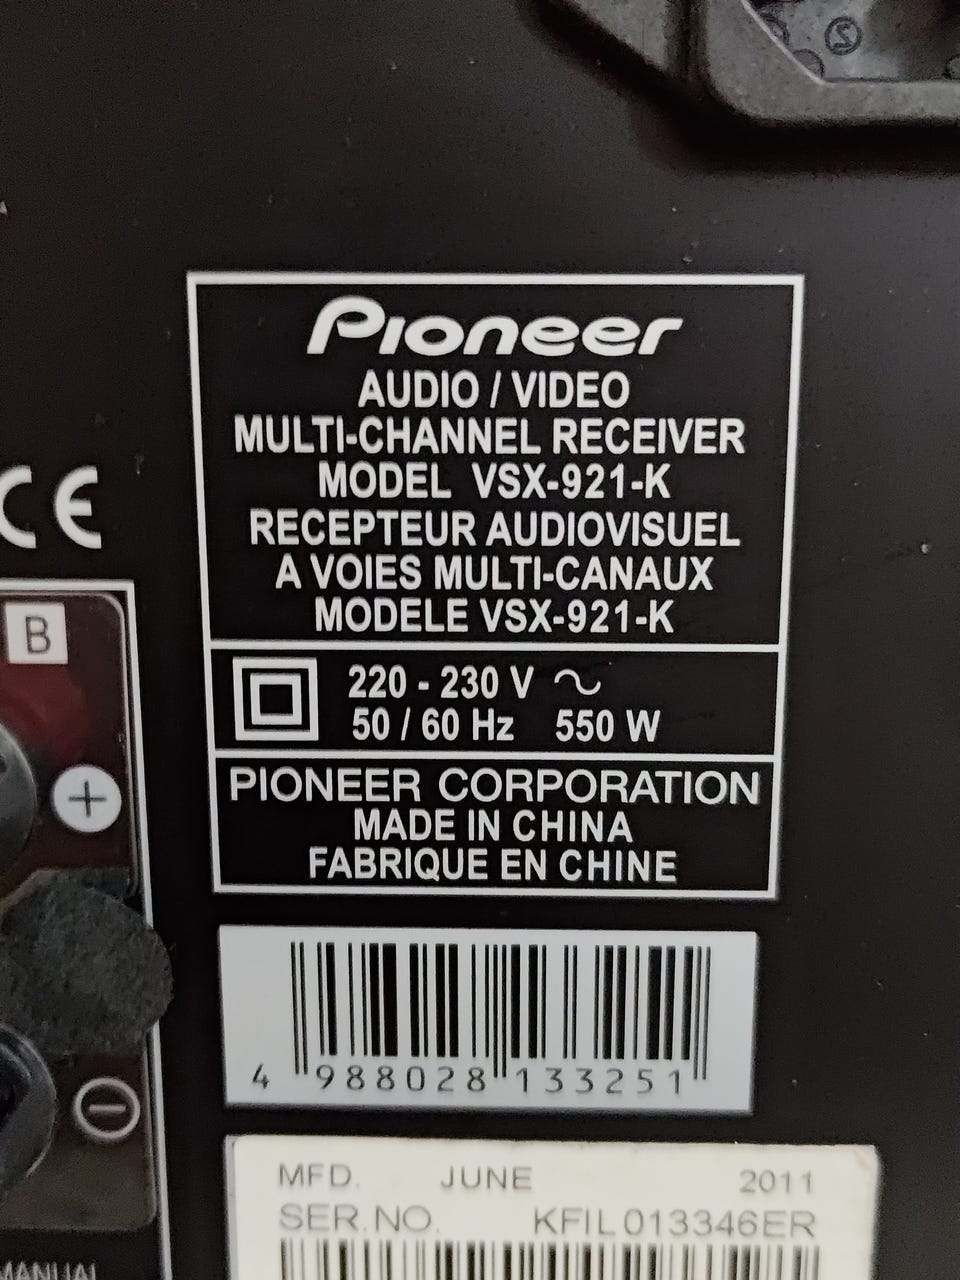 Pioneer
AUDIO / VIDEO
MULTI-CHANNEL RECEIVER
MODEL VSX-921-K
RECEPTEUR AUDIOVISUEL
A VOIES MULTI-CANAUX
MODELE VSX-921-K
CE
B
220 - 230 V ~
50 / 60 Hz 550 W
+
PIONEER CORPORATION
MADE IN CHINA
FABRIQUE EN CHINE
4 988028 133251
−
MFD. JUNE 2011
SER.NO. KFIL013346ER
MANUAL
2